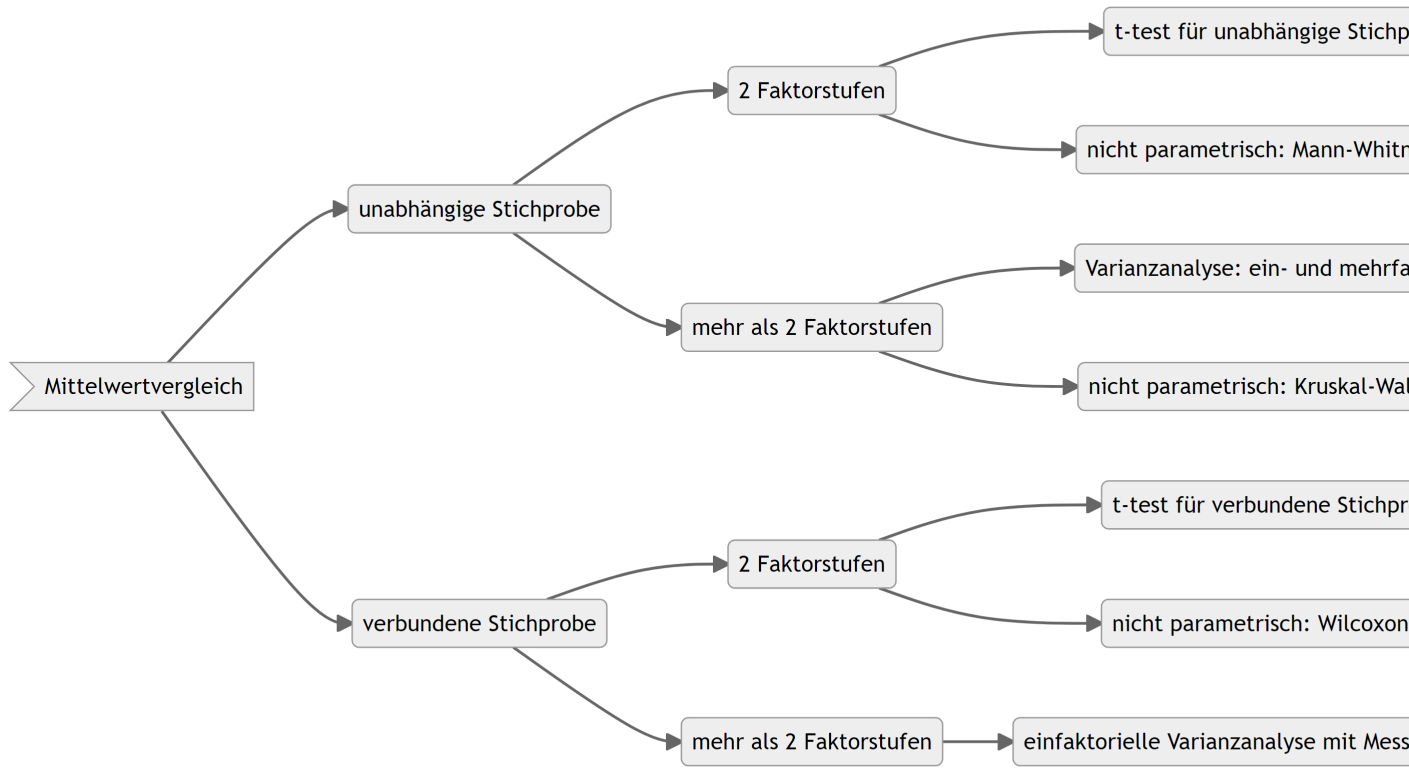 t-test für unabhängige Stichp
2 Faktorstufen
nicht parametrisch: Mann-Whitn
unabhängige Stichprobe
Varianzanalyse: ein- und mehrfa
mehr als 2 Faktorstufen
Mittelwertvergleich
nicht parametrisch: Kruskal-Wal
t-test für verbundene Stichpr
2 Faktorstufen
verbundene Stichprobe
nicht parametrisch: Wilcoxon
mehr als 2 Faktorstufen
einfaktorielle Varianzanalyse mit Mess